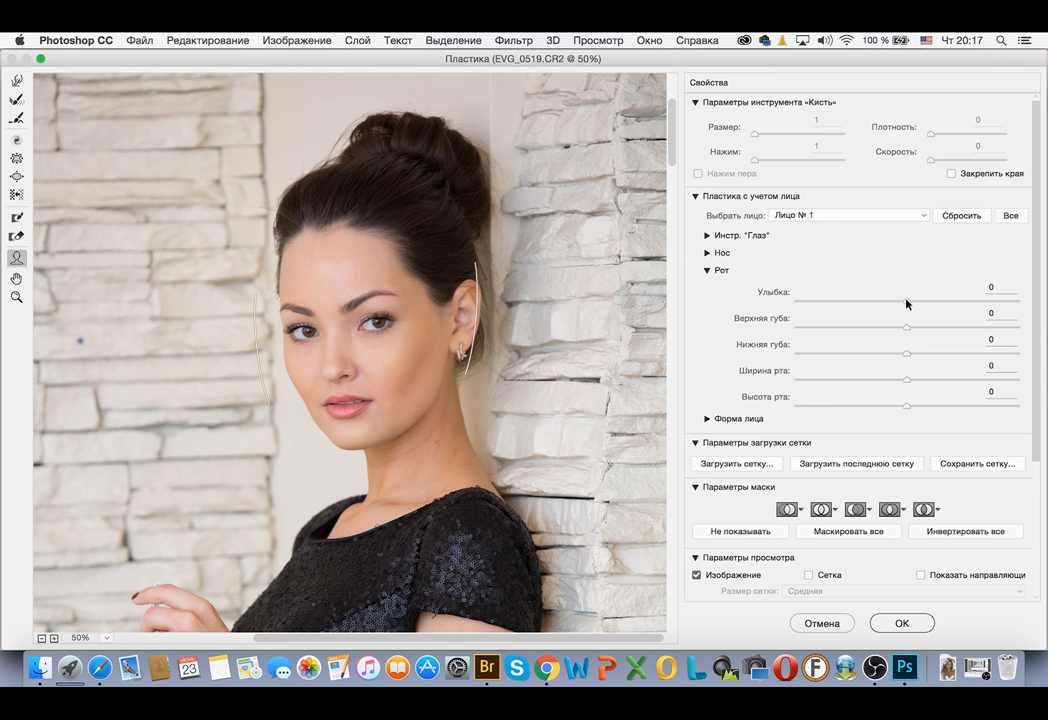 Photoshop CC Файл Редактирование Изображение Слой Текст Выделение Фильтр 3D Просмотр Окно Справка 100 % Чт 20:17
Пластика (EVG_0519.CR2 @ 50%)
Свойства
Параметры инструмента «Кисть»
Размер: 1 Плотность: 0
Нажим: 1 Скорость: 0
Нажим пера Закрепить края
Пластика с учетом лица
Выбрать лицо: Лицо № 1 Сбросить Все
Инстр. "Глаз"
Нос
Рот
Улыбка: 0
Верхняя губа: 0
Нижняя губа: 0
Ширина рта: 0
Высота рта: 0
Форма лица
Параметры загрузки сетки
Загрузить сетку... Загрузить последнюю сетку Сохранить сетку...
Параметры маски
Не показывать Маскировать все Инвертировать все
Параметры просмотра
Изображение Сетка Показать направляющи
Размер сетки: Средняя
50%
Отмена OK
23
Br
S
W
P
X
O
L
F
Ps